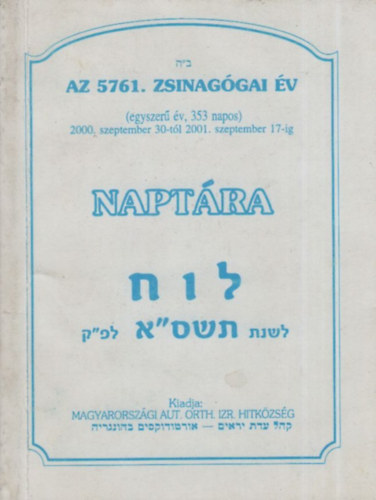 ב״ה
AZ 5761. ZSINAGÓGAI ÉV
(egyszerű év, 353 napos)
2000. szeptember 30-tól 2001. szeptember 17-ig
NAPTÁRA
לוח
לשנת תשס״א לפ״ק
Kiadja:
MAGYARORSZÁGI AUT. ORTH. IZR. HITKÖZSÉG
קהל עדת יראים — אורטודוקסים בהונגריה